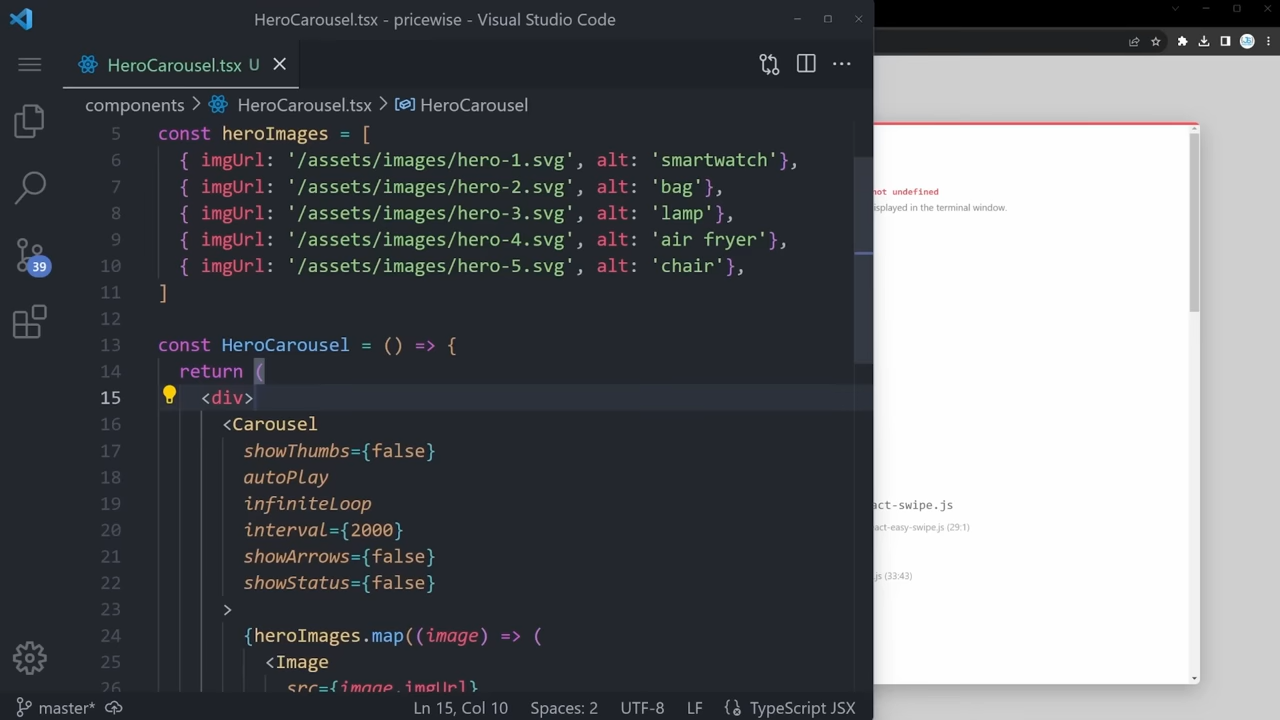 HeroCarousel.tsx - pricewise - Visual Studio Code
HeroCarousel.tsx U
components > HeroCarousel.tsx > HeroCarousel
5 const heroImages = [
6 { imgUrl: '/assets/images/hero-1.svg', alt: 'smartwatch'},
7 { imgUrl: '/assets/images/hero-2.svg', alt: 'bag'},
8 { imgUrl: '/assets/images/hero-3.svg', alt: 'lamp'},
9 { imgUrl: '/assets/images/hero-4.svg', alt: 'air fryer'},
10 { imgUrl: '/assets/images/hero-5.svg', alt: 'chair'},
11 ]
12
13 const HeroCarousel = () => {
14 return (
15 <div>
16 <Carousel
17 showThumbs={false}
18 autoPlay
19 infiniteLoop
20 interval={2000}
21 showArrows={false}
22 showStatus={false}
23 >
24 {heroImages.map((image) => (
25 <Image
26 src={image.imgUrl}
39
master*
Ln 15, Col 10
Spaces: 2
UTF-8
LF
{} TypeScript JSX
not undefined
isplayed in the terminal window.
act-swipe.js
act-easy-swipe.js (29:1)
.js (33:43)